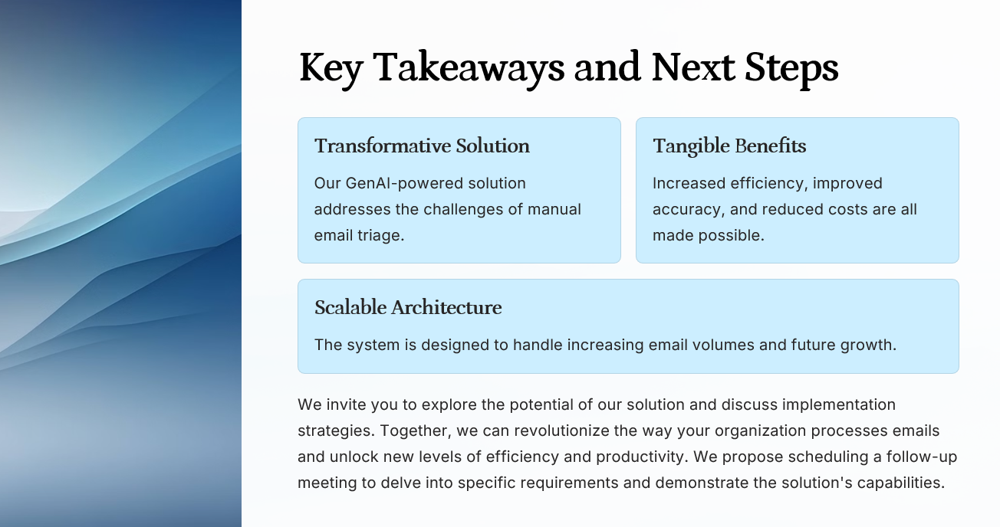 Key Takeaways and Next Steps
Transformative Solution
Our GenAI-powered solution
addresses the challenges of manual
email triage.
Tangible Benefits
Increased efficiency, improved
accuracy, and reduced costs are all
made possible.
Scalable Architecture
The system is designed to handle increasing email volumes and future growth.
We invite you to explore the potential of our solution and discuss implementation
strategies. Together, we can revolutionize the way your organization processes emails
and unlock new levels of efficiency and productivity. We propose scheduling a follow-up
meeting to delve into specific requirements and demonstrate the solution's capabilities.